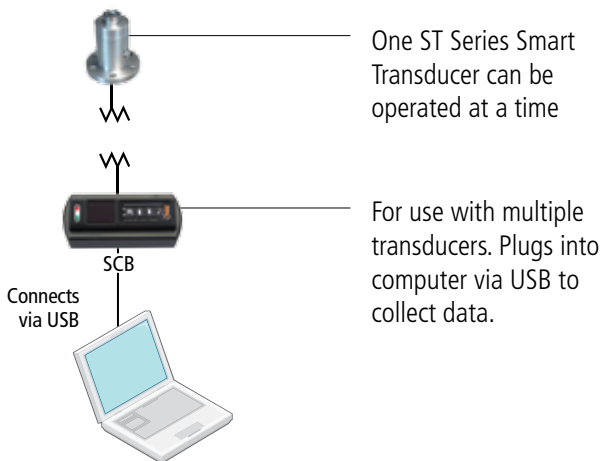 One ST Series Smart
Transducer can be
operated at a time
For use with multiple
transducers. Plugs into
computer via USB to
collect data.
SCB
Connects
via USB